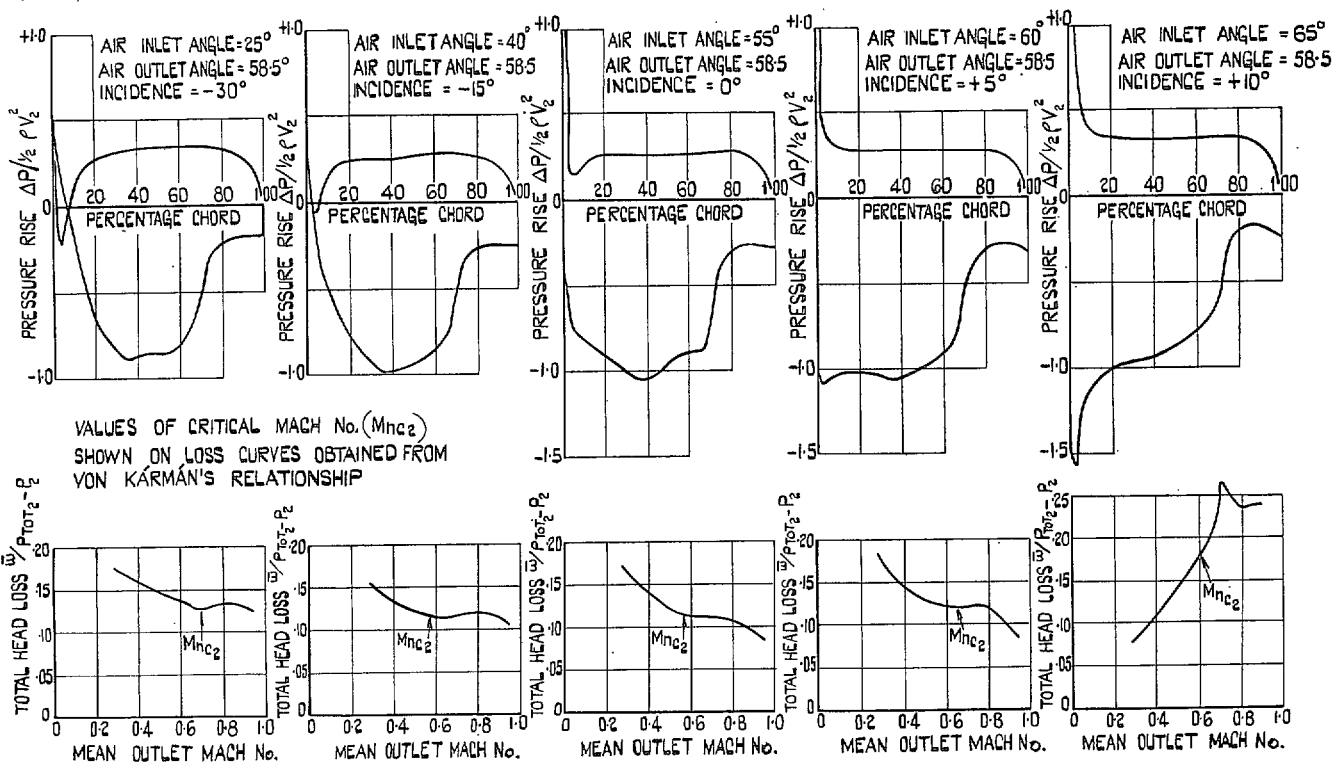 +1.0
AIR INLET ANGLE=25°
AIR OUTLET ANGLE=58.5°
INCIDENCE = -30°
PRESSURE RISE ΔP/½ρV₂²
0
-1.0
20 40 60 80 100
PERCENTAGE CHORD
+1.0
AIR INLET ANGLE=40°
AIR OUTLET ANGLE=58.5
INCIDENCE = -15°
PRESSURE RISE ΔP/½ρV₂²
0
-1.0
20 40 60 80 100
PERCENTAGE CHORD
+1.0
AIR INLET ANGLE=55°
AIR OUTLET ANGLE=58.5
INCIDENCE = 0°
PRESSURE RISE ΔP/½ρV₂²
0
-1.0
-1.5
20 40 60 80 100
PERCENTAGE CHORD
+1.0
AIR INLET ANGLE=60°
AIR OUTLET ANGLE=58.5
INCIDENCE = +5°
PRESSURE RISE ΔP/½ρV₂²
0
-1.0
-1.5
20 40 60 80 100
PERCENTAGE CHORD
+1.0
AIR INLET ANGLE = 65°
AIR OUTLET ANGLE = 58.5
INCIDENCE = +10°
PRESSURE RISE ΔP/½ρV₂²
0
-1.0
-1.5
20 40 60 80 100
PERCENTAGE CHORD
VALUES OF CRITICAL MACH No. (Mnc₂)
SHOWN ON LOSS CURVES OBTAINED FROM
VON KÁRMÁN'S RELATIONSHIP
TOTAL HEAD LOSS ω̄/PTOT₂-P₂
.20
.15
.10
.05
0
Mnc₂
0 0.2 0.4 0.6 0.8 1.0
MEAN OUTLET MACH No.
TOTAL HEAD LOSS ω̄/PTOT₂-P₂
.20
.15
.10
.05
0
Mnc₂
0 0.2 0.4 0.6 0.8 1.0
MEAN OUTLET MACH No.
TOTAL HEAD LOSS ω̄/PTOT₂-P₂
.20
.15
.10
.05
0
Mnc₂
0 0.2 0.4 0.6 0.8 1.0
MEAN OUTLET MACH No.
TOTAL HEAD LOSS ω̄/PTOT₂-P₂
.20
.15
.10
.05
0
Mnc₂
0 0.2 0.4 0.6 0.8 1.0
MEAN OUTLET MACH No.
TOTAL HEAD LOSS ω̄/PTOT₂-P₂
.25
.20
.15
.10
.05
0
Mnc₂
0 0.2 0.4 0.6 0.8 1.0
MEAN OUTLET MACH No.